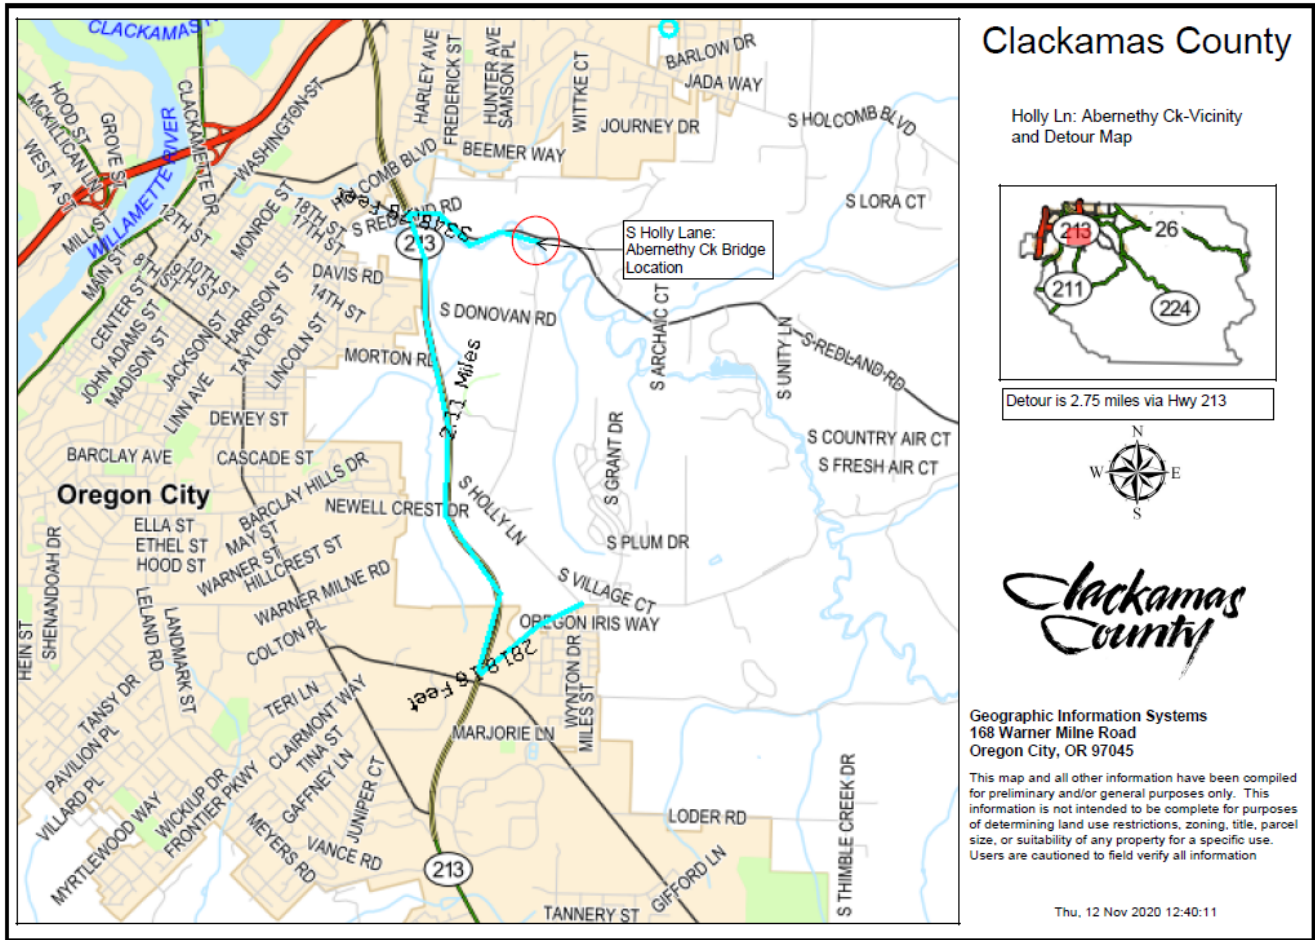 Clackamas County
Holly Ln: Abernethy Ck-Vicinity
and Detour Map
213
26
211
224
Detour is 2.75 miles via Hwy 213
N
W
E
S
Clackamas
County
Geographic Information Systems
168 Warner Milne Road
Oregon City, OR 97045
This map and all other information have been compiled
for preliminary and/or general purposes only. This
information is not intended to be complete for purposes
of determining land use restrictions, zoning, title, parcel
size, or suitability of any property for a specific use.
Users are cautioned to field verify all information
Thu, 12 Nov 2020 12:40:11
HOOD ST
MCKILLICAN LN
WEST A ST
GROVE ST
MILL ST
WILLAMETTE RIVER
CLACKAMETTE DR
WASHINGTON ST
HARLEY AVE
FREDERICK ST
HUNTER AVE
SAMSON PL
WITTKE CT
BARLOW DR
JADA WAY
JOURNEY DR
BEEMER WAY
S HOLCOMB BLVD
S LORA CT
HOLCOMB BLVD
S REDLAND RD
213
S Holly Lane:
Abernethy Ck Bridge
Location
MAIN ST
12TH ST
8TH ST
9TH ST
10TH ST
MONROE ST
18TH ST
17TH ST
DAVIS RD
14TH ST
CENTER ST
JOHN ADAMS ST
MADISON ST
JACKSON ST
HARRISON ST
TAYLOR ST
LINCOLN ST
LINN AVE
MORTON RD
S DONOVAN RD
2.11 Miles
S ARCHAIC CT
S UNITY LN
S REDLAND RD
DEWEY ST
BARCLAY AVE
CASCADE ST
BARCLAY HILLS DR
Oregon City
NEWELL CREST DR
S HOLLY LN
S GRANT DR
S COUNTRY AIR CT
S FRESH AIR CT
S PLUM DR
ELLA ST
ETHEL ST
HOOD ST
MAY ST
WARNER ST
HILLCREST ST
WARNER MILNE RD
COLTON PL
SHENANDOAH DR
HEIN ST
LELAND RD
LANDMARK ST
S VILLAGE CT
OREGON IRIS WAY
WYNTON DR
MILES ST
MARJORIE LN
TERI LN
CLAIRMONT WAY
TINA ST
GAFFNEY LN
JUNIPER CT
TANSY DR
PAVILION PL
VILLARD PL
MYRTLEWOOD WAY
WICKIUP DR
FRONTIER PKWY
MEYERS RD
VANCE RD
213
LODER RD
GIFFORD LN
TANNERY ST
S THIMBLE CREEK DR